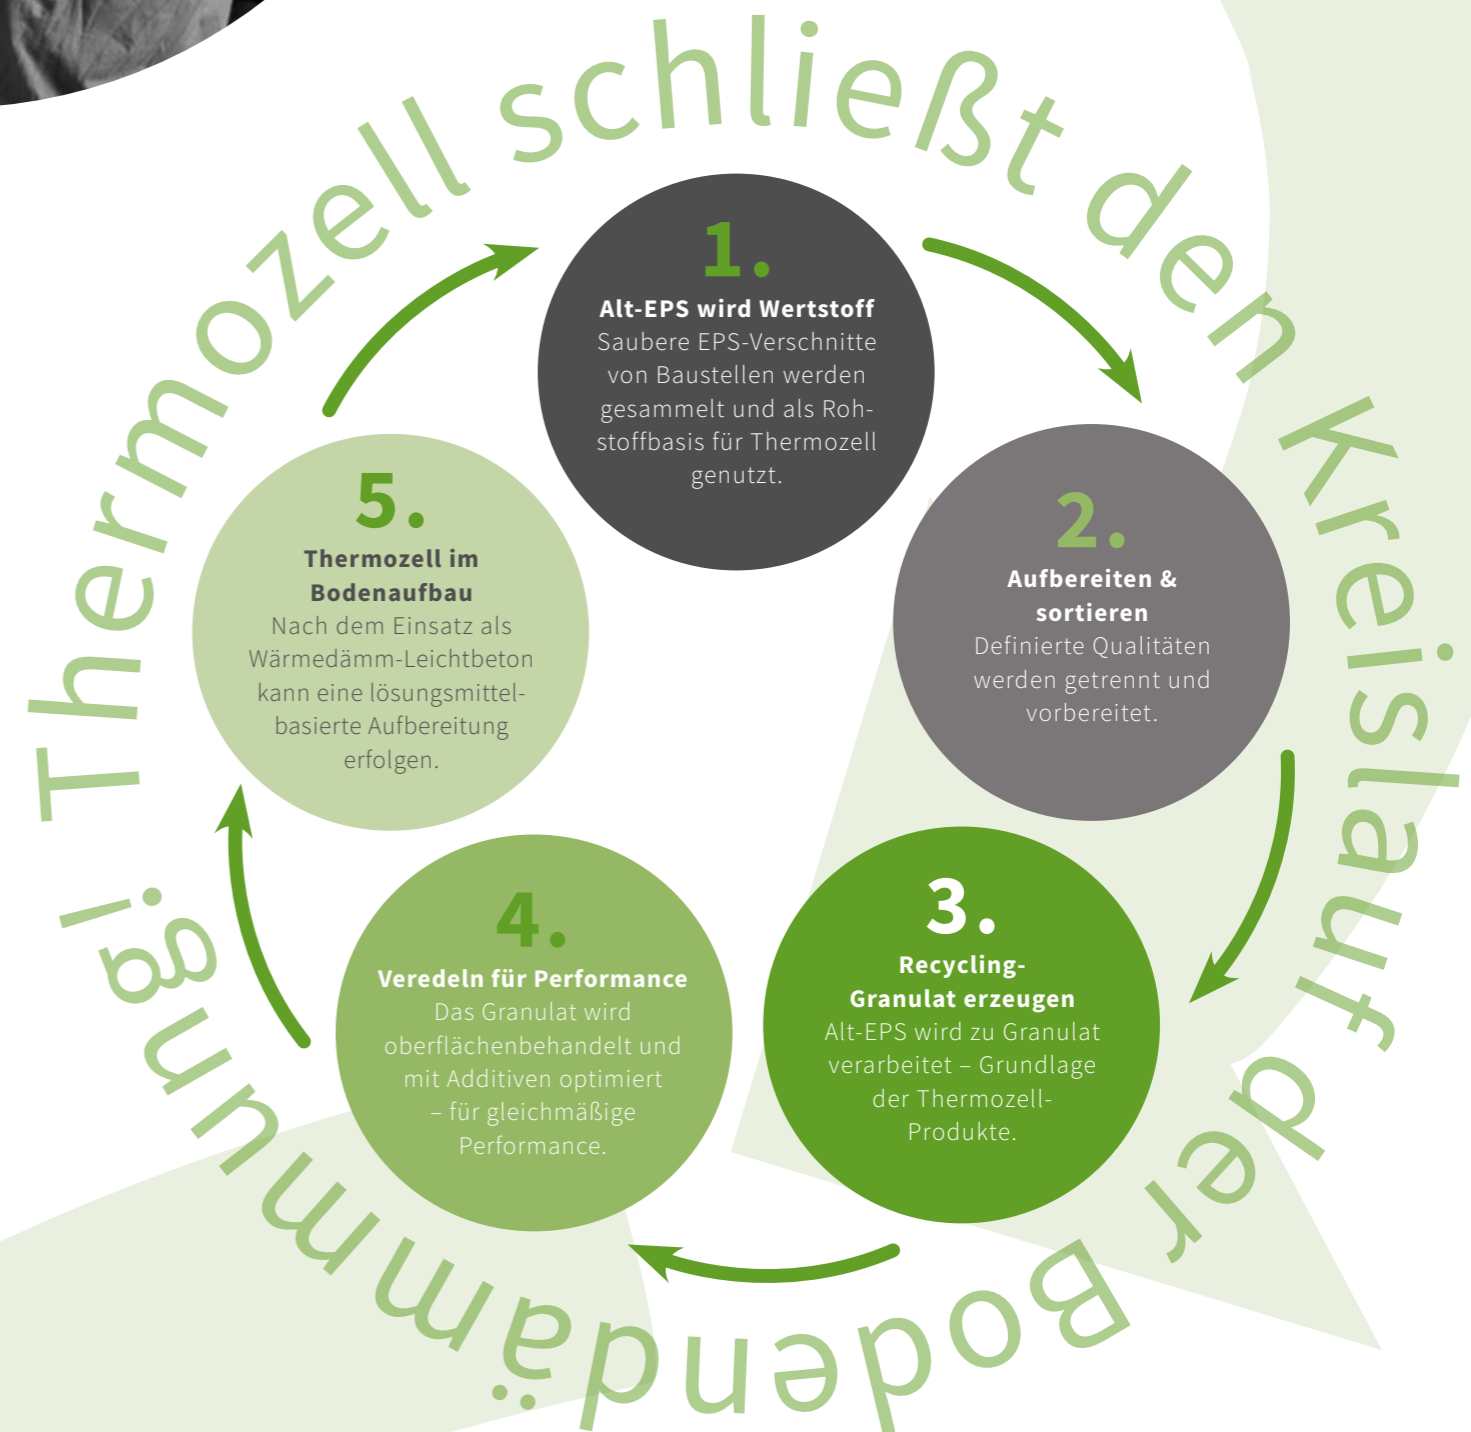 Thermozell schließt den Kreislauf der Bodendämmung!
1.
Alt-EPS wird Wertstoff
Saubere EPS-Verschnitte
von Baustellen werden
gesammelt und als Roh-
stoffbasis für Thermozell
genutzt.
2.
Aufbereiten &
sortieren
Definierte Qualitäten
werden getrennt und
vorbereitet.
3.
Recycling-
Granulat erzeugen
Alt-EPS wird zu Granulat
verarbeitet – Grundlage
der Thermozell-
Produkte.
4.
Veredeln für Performance
Das Granulat wird
oberflächenbehandelt und
mit Additiven optimiert
– für gleichmäßige
Performance.
5.
Thermozell im
Bodenaufbau
Nach dem Einsatz als
Wärmedämm-Leichtbeton
kann eine lösungsmittel-
basierte Aufbereitung
erfolgen.